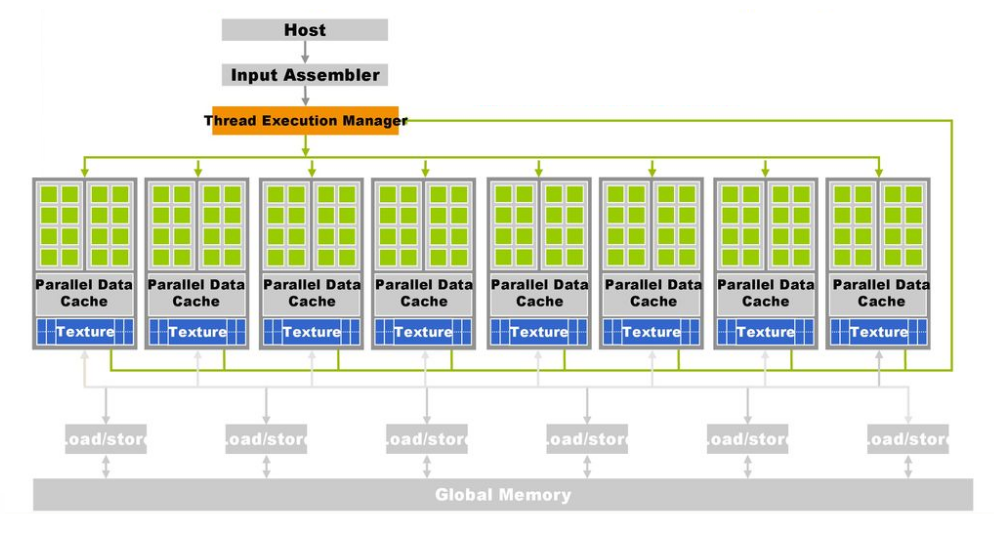 Host
Input Assembler
Thread Execution Manager
Parallel Data
Cache
Parallel Data
Cache
Parallel Data
Cache
Parallel Data
Cache
Parallel Data
Cache
Parallel Data
Cache
Parallel Data
Cache
Parallel Data
Cache
Texture
Texture
Texture
Texture
Texture
Texture
Texture
Texture
Load/store
Load/store
Load/store
Load/store
Load/store
Load/store
Global Memory